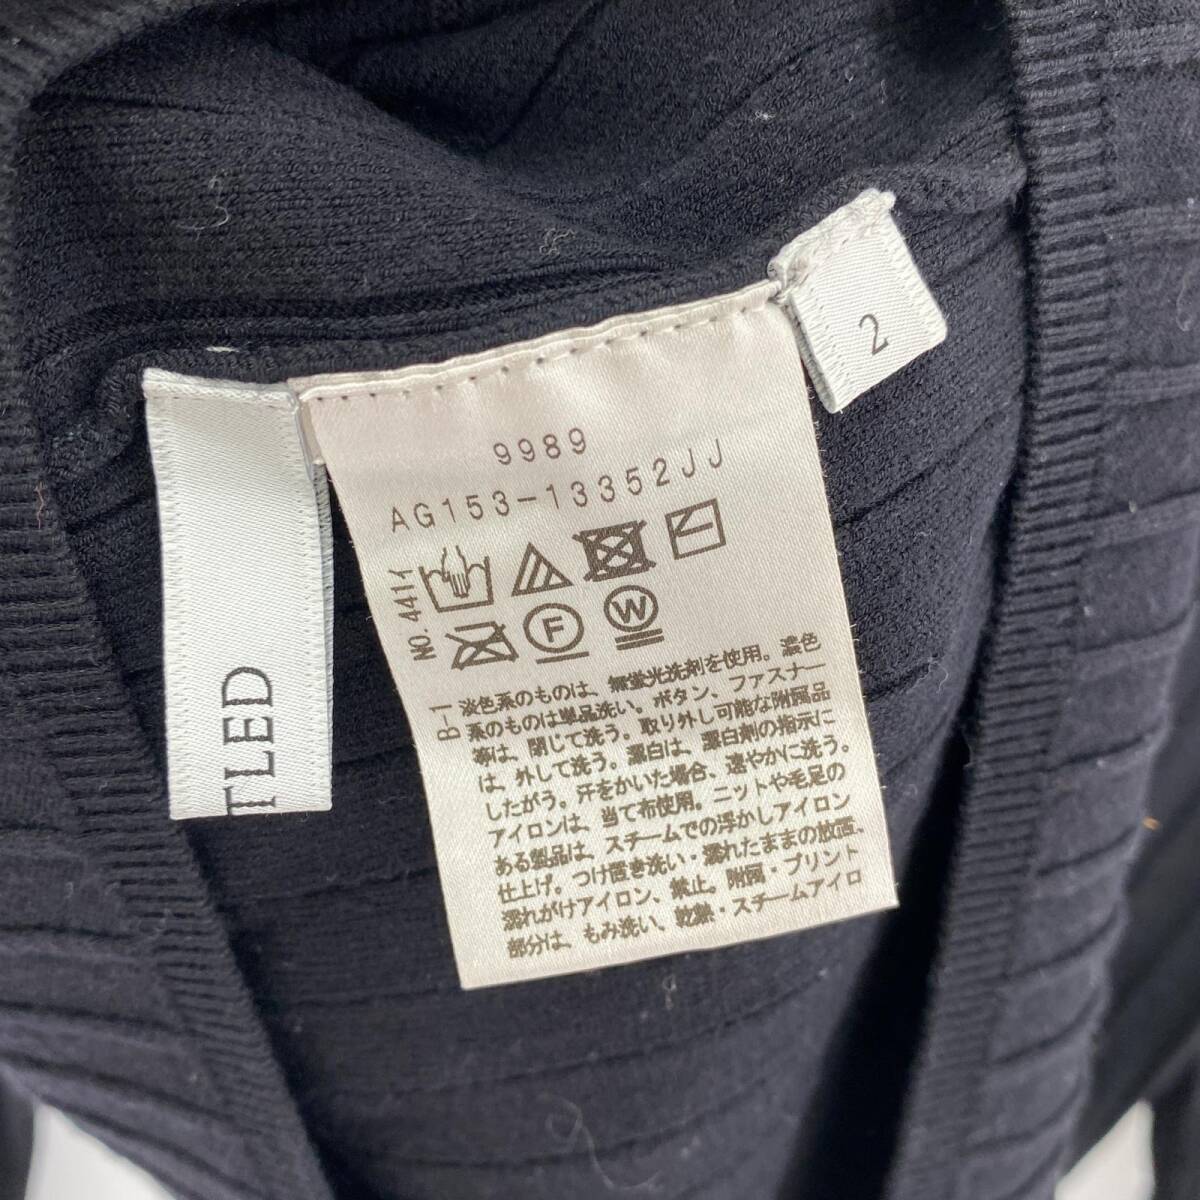 2
9989
AG153-13352JJ
NO.441イ
F
W
B-1
淡色系のものは、無蛍光洗剤を使用。濃色
系のものは単品洗い。ボタン、ファスナー
等は、閉じて洗う。取り外し可能な附属品
は、外して洗う。漂白は、漂白剤の指示に
したがう。汗をかいた場合、速やかに洗う。
アイロンは、当て布使用。ニットや毛足の
ある製品は、スチームでの浮かしアイロン
仕上げ。つけ置き洗い・濡れたままの放置、
濡れがけアイロン、禁止。附属・プリント
部分は、もみ洗い、乾熱・スチームアイロ
TLED